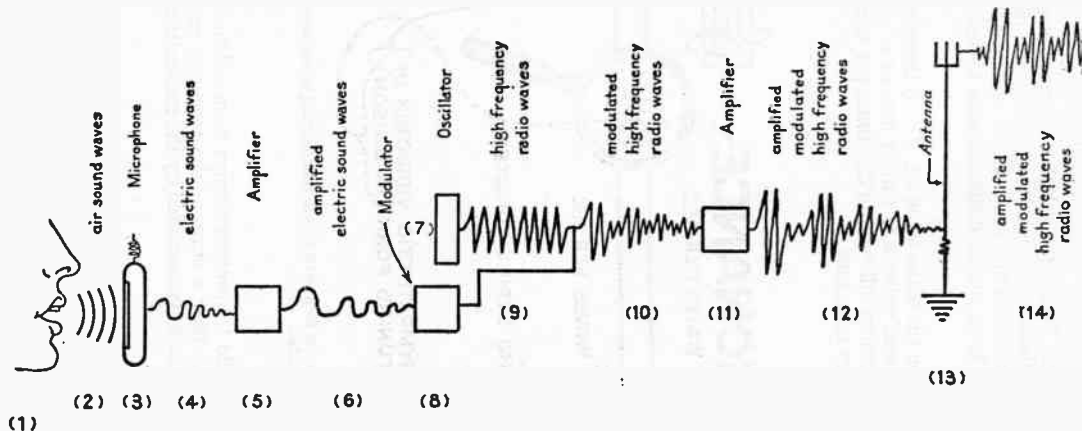 air sound waves
Microphone
electric sound waves
Amplifier
amplified
electric sound waves
Modulator
Oscillator
high frequency
radio waves
modulated
high frequency
radio waves
Amplifier
amplified
modulated
high frequency
radio waves
Antenna
amplified
modulated
high frequency
radio waves
(7)
(9)
(10)
(11)
(12)
(14)
(13)
(1)
(2)
(3)
(4)
(5)
(6)
(8)